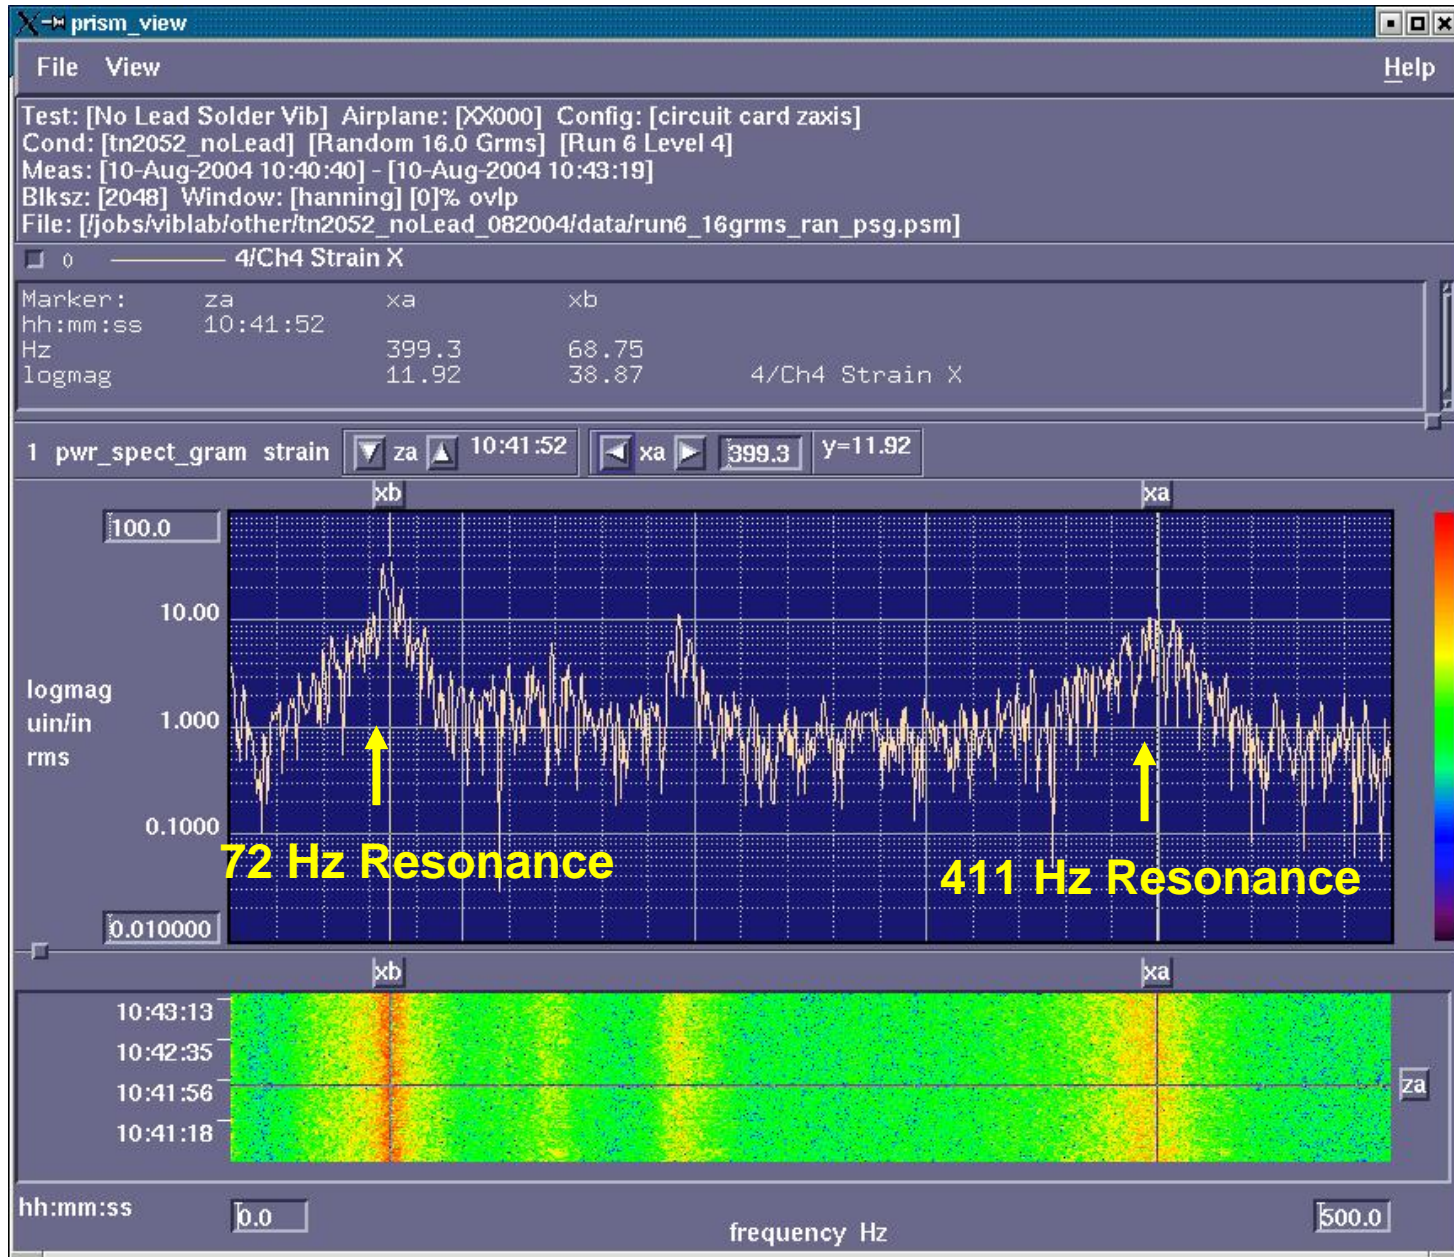 prism_view
File View Help
Test: [No Lead Solder Vib] Airplane: [XX000] Config: [circuit card zaxis]
Cond: [tn2052_noLead] [Random 16.0 Grms] [Run 6 Level 4]
Meas: [10-Aug-2004 10:40:40] - [10-Aug-2004 10:43:19]
Blksz: [2048] Window: [hanning] [0]% ovlp
File: [/jobs/viblab/other/tn2052_noLead_082004/data/run6_16grms_ran_psg.psm]
0 4/Ch4 Strain X
Marker: za xa xb
hh:mm:ss 10:41:52
Hz 399.3 68.75
logmag 11.92 38.87 4/Ch4 Strain X
1 pwr_spect_gram strain za 10:41:52 xa 399.3 y=11.92
xb xa
100.0
10.00
logmag
uin/in 1.000
rms
0.1000
72 Hz Resonance
411 Hz Resonance
0.010000
xb xa
10:43:13
10:42:35
10:41:56 za
10:41:18
hh:mm:ss 0.0 500.0
frequency Hz